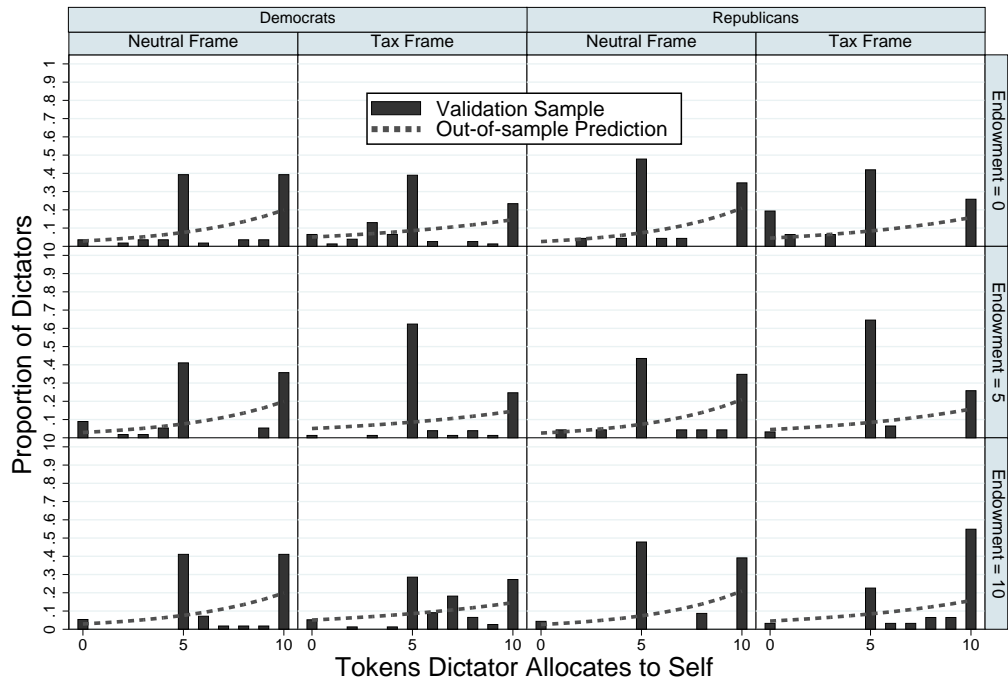 Democrats Republicans
Neutral Frame Tax Frame Neutral Frame Tax Frame
Validation Sample
Out-of-sample Prediction
Proportion of Dictators
0 .1 .2 .3 .4 .5 .6 .7 .8 .9 1
0 .1 .2 .3 .4 .5 .6 .7 .8 .9 1
0 .1 .2 .3 .4 .5 .6 .7 .8 .9 1
Endowment = 0
Endowment = 5
Endowment = 10
0 5 10 0 5 10 0 5 10 0 5 10
Tokens Dictator Allocates to Self